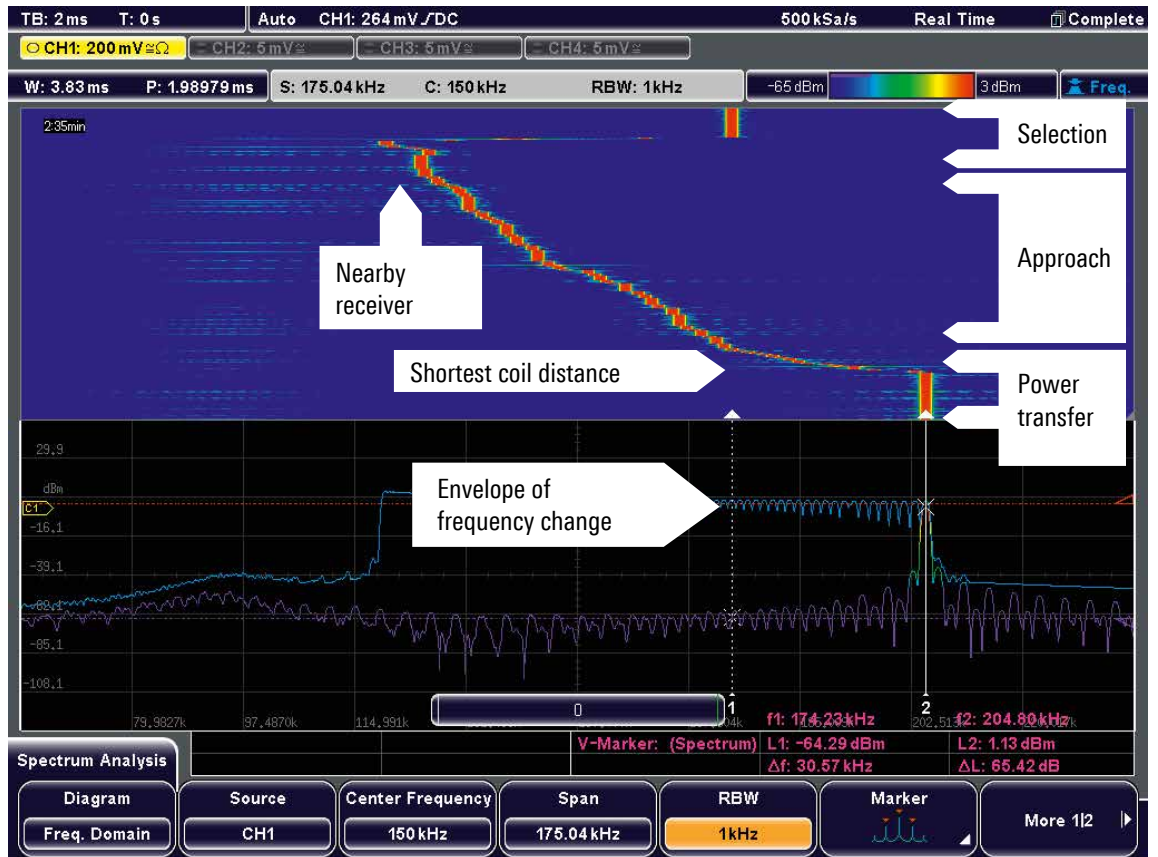 TB: 2 ms T: 0 s Auto CH1: 264 mV DC 500 kSa/s Real Time Complete
CH1: 200 mV≅Ω CH2: 5 mV≅ CH3: 5 mV≅ CH4: 5 mV≅
W: 3.83 ms P: 1.98979 ms S: 175.04 kHz C: 150 kHz RBW: 1 kHz -65 dBm 3 dBm Freq.
2:35min
Selection
Nearby
receiver
Approach
Shortest coil distance
Power
transfer
29.9
dBm
C1
-16.1
-39.1
-85.1
-108.1
Envelope of
frequency change
79.9827k 97.4870k 114.991k 0 1 2
f1: 174.23 kHz f2: 204.80 kHz
V-Marker: (Spectrum) L1: -64.29 dBm L2: 1.13 dBm
Δf: 30.57 kHz ΔL: 65.42 dB
Spectrum Analysis
Diagram Source Center Frequency Span RBW Marker More 1|2
Freq. Domain CH1 150 kHz 175.04 kHz 1 kHz